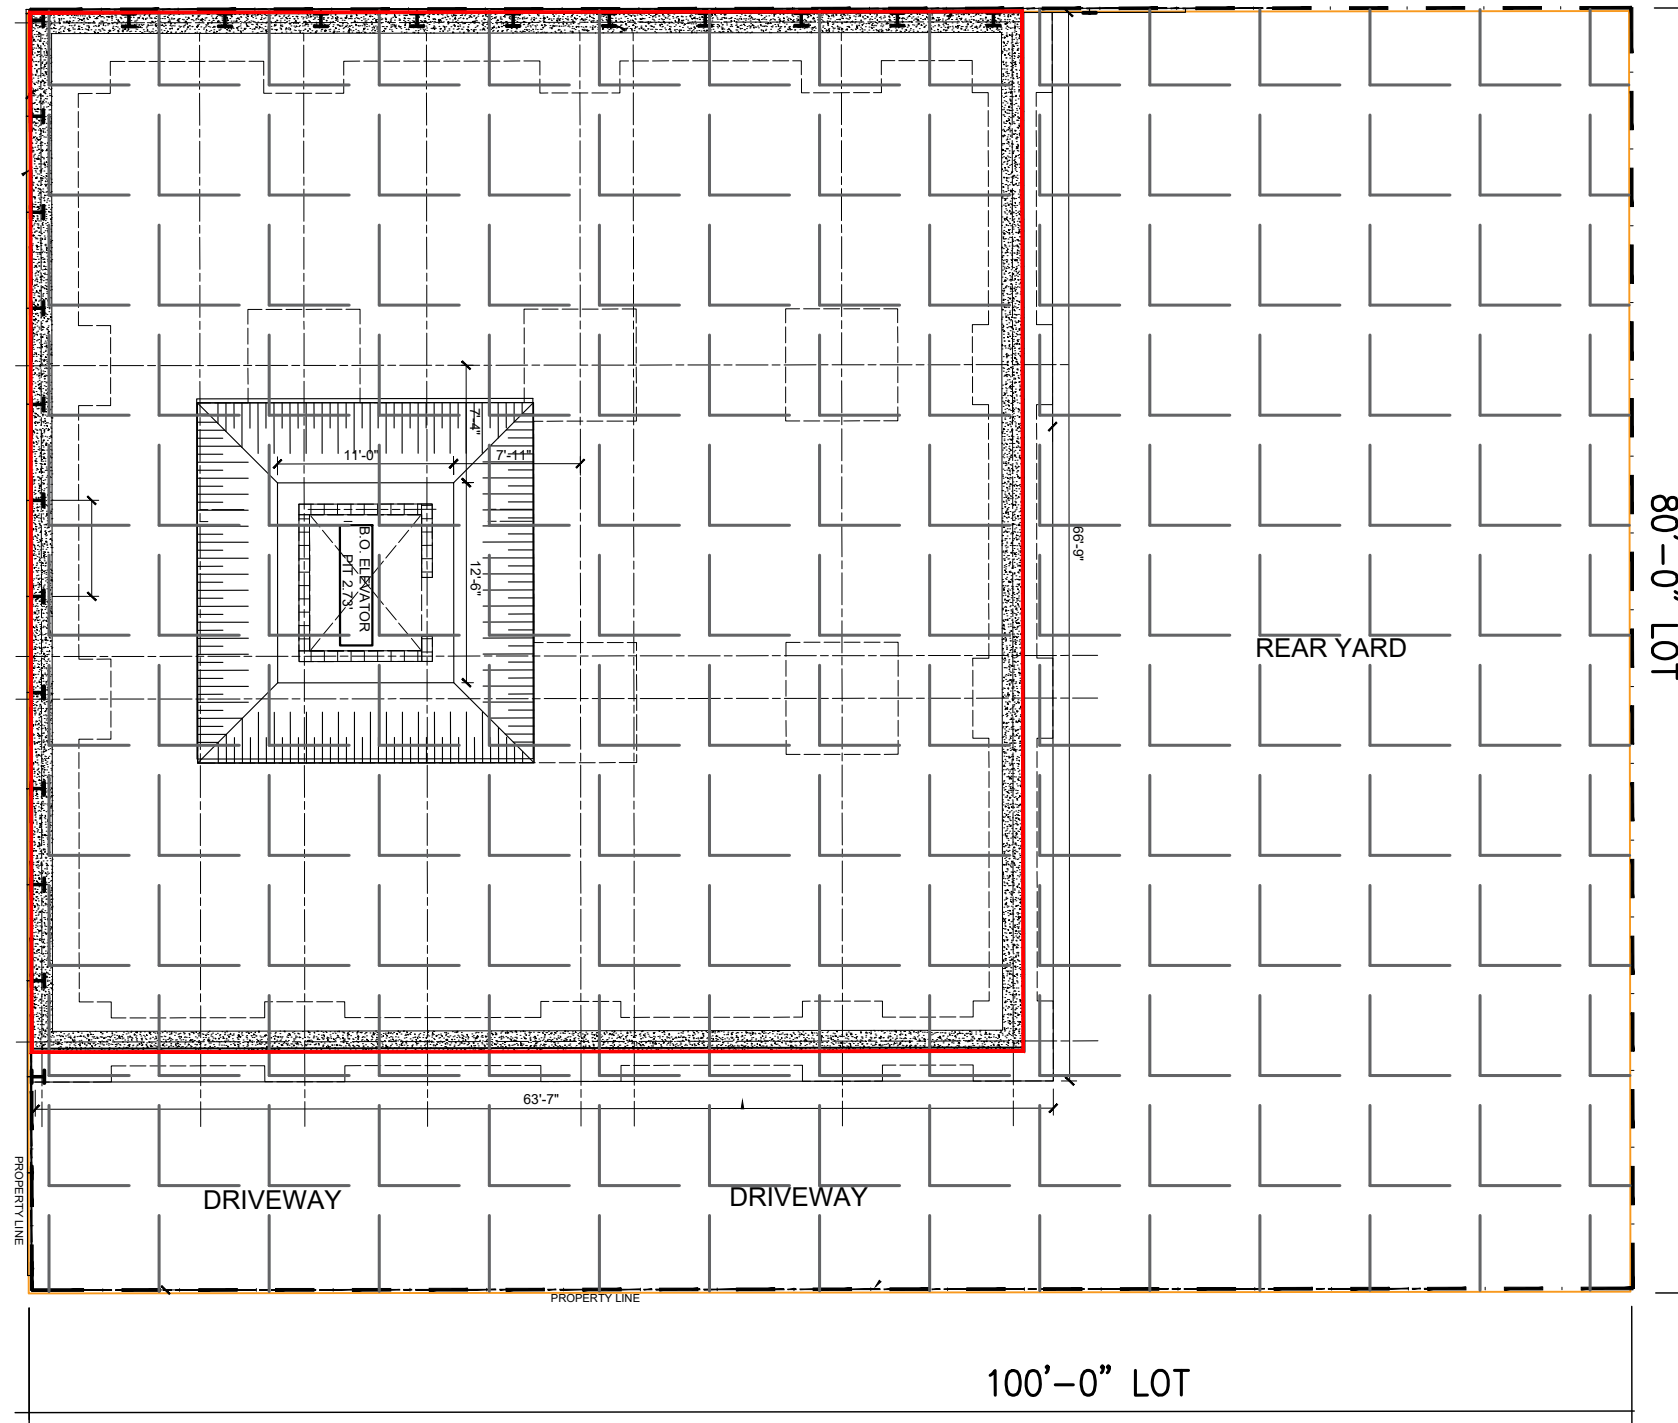 7'-4"
11'-0"
7'-11"
B.O. ELEVATOR
PIT 2.73'
12'-6"
66'-9"
80'-0" LOT
REAR YARD
63'-7"
PROPERTY LINE
DRIVEWAY
DRIVEWAY
PROPERTY LINE
100'-0" LOT